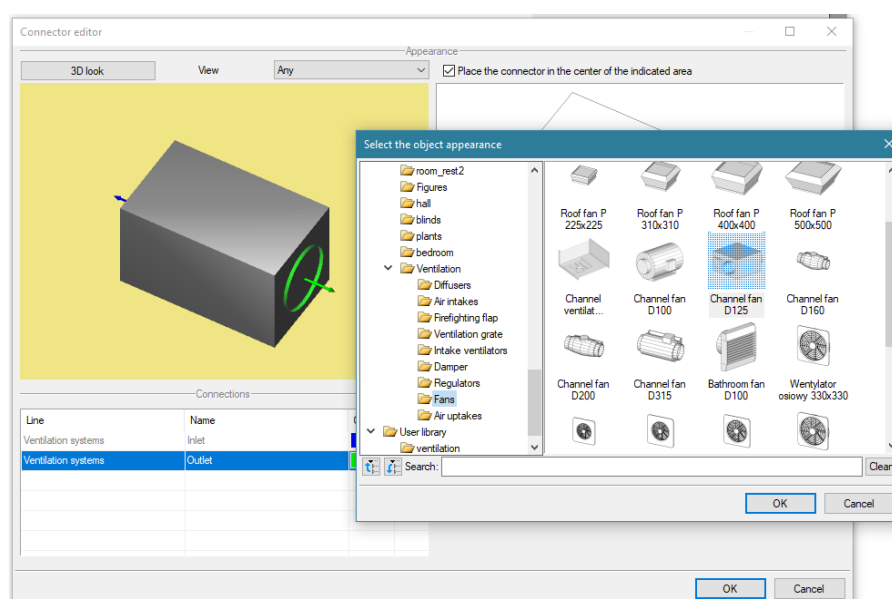 Connector editor
Appearance
3D look
View
Any
Place the connector in the center of the indicated area
Select the object appearance
room_rest2
Figures
hall
blinds
plants
bedroom
Ventilation
Diffusers
Air intakes
Firefighting flap
Ventilation grate
Intake ventilators
Damper
Regulators
Fans
Air uptakes
User library
ventilation
Roof fan P
225x225
Roof fan P
310x310
Roof fan P
400x400
Roof fan P
500x500
Channel
ventilat...
Channel fan
D100
Channel fan
D125
Channel fan
D160
Channel fan
D200
Channel fan
D315
Bathroom fan
D100
Wentylator
osiowy 330x330
Search:
Clear
OK
Cancel
Connections
Line
Name
Ventilation systems
Inlet
Ventilation systems
Outlet
OK
Cancel